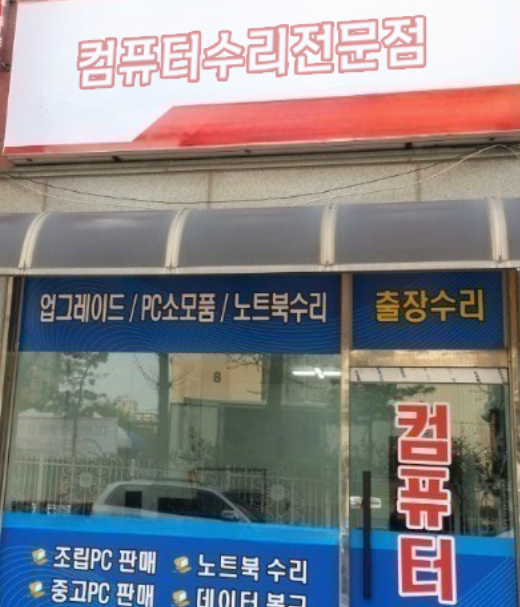 컴퓨터수리전문점
업그레이드 / PC소모품 / 노트북수리
출장수리
컴퓨터
조립PC 판매
노트북 수리
중고PC 판매
데이터 복구
8